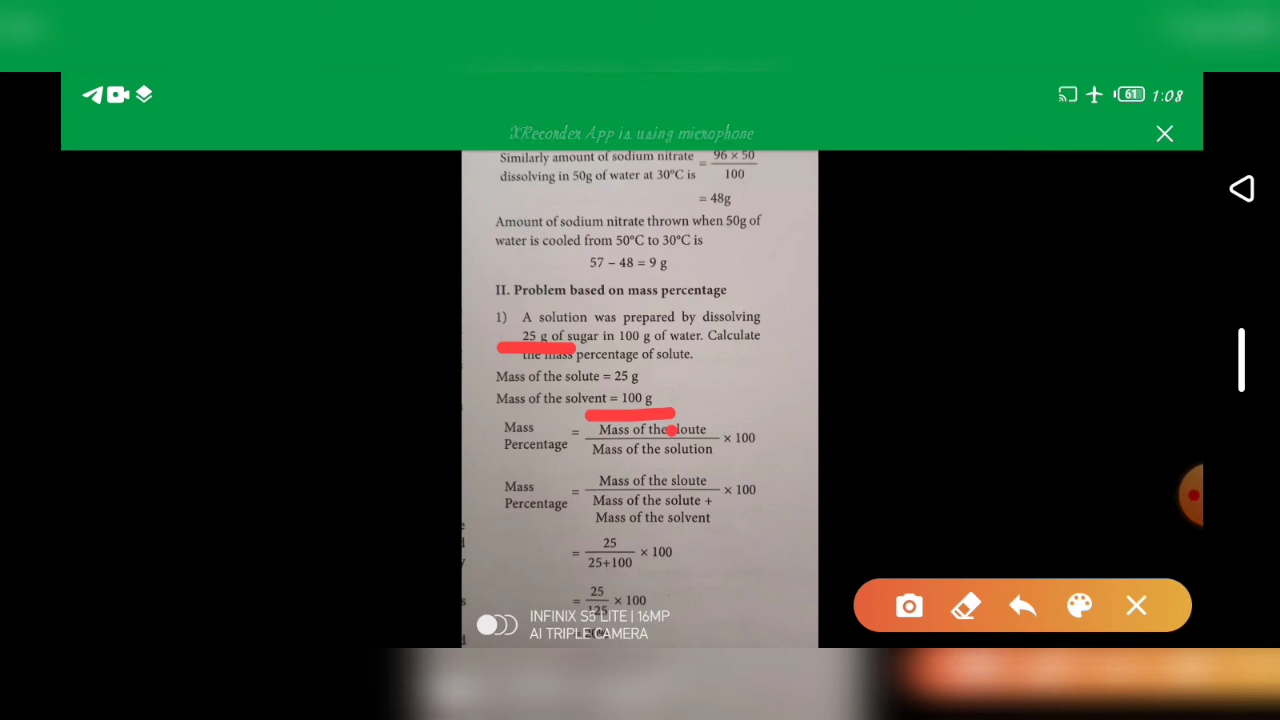 61 1:08
XRecorder App is using microphone
Similarly amount of sodium nitrate = 96 × 50
dissolving in 50g of water at 30°C is 100
= 48g
Amount of sodium nitrate thrown when 50g of
water is cooled from 50°C to 30°C is
57 – 48 = 9 g
II. Problem based on mass percentage
1) A solution was prepared by dissolving
25 g of sugar in 100 g of water. Calculate
the mass percentage of solute.
Mass of the solute = 25 g
Mass of the solvent = 100 g
Mass Percentage = Mass of the sloute × 100
Mass of the solution
Mass Percentage = Mass of the sloute × 100
Mass of the solute +
Mass of the solvent
= 25 × 100
25+100
= 25 × 100
125
INFINIX S5 LITE | 16MP
AI TRIPLE CAMERA